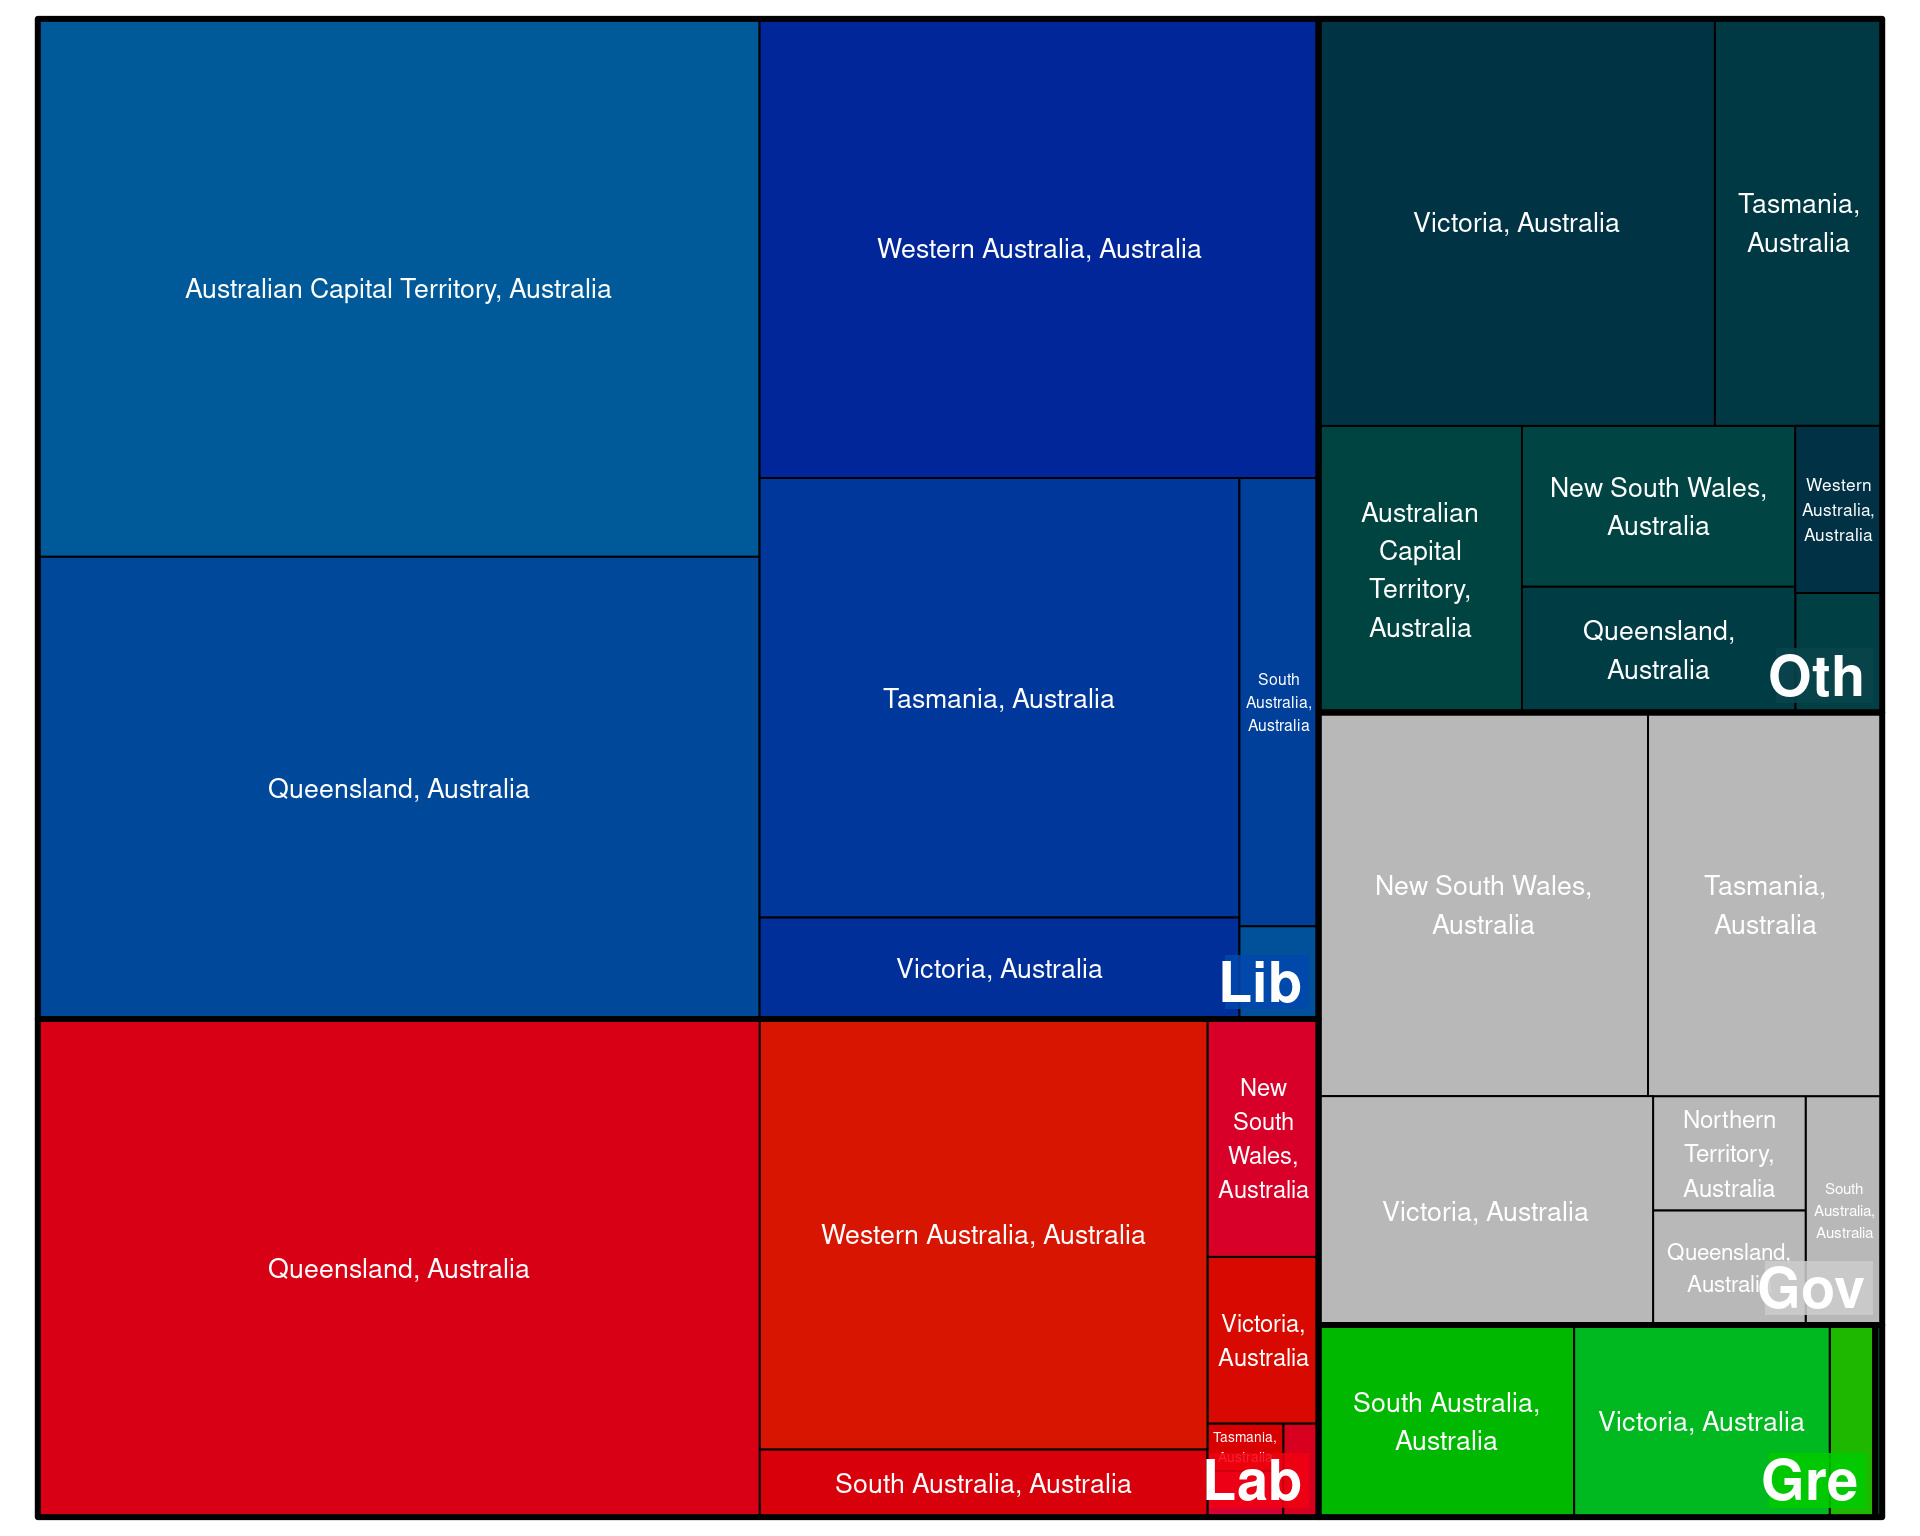 Australian Capital Territory, Australia
Queensland, Australia
Western Australia, Australia
Tasmania, Australia
South
Australia,
Australia
Victoria, Australia
Lib
Queensland, Australia
Western Australia, Australia
South Australia, Australia
New
South
Wales,
Australia
Victoria,
Australia
Tasmania,
Australia
Lab
Victoria, Australia
Tasmania,
Australia
Australian
Capital
Territory,
Australia
New South Wales,
Australia
Queensland,
Australia
Western
Australia,
Australia
Oth
New South Wales,
Australia
Tasmania,
Australia
Victoria, Australia
Northern
Territory,
Australia
Queensland,
Australia
South
Australia,
Australia
Gov
South Australia,
Australia
Victoria, Australia
Gre